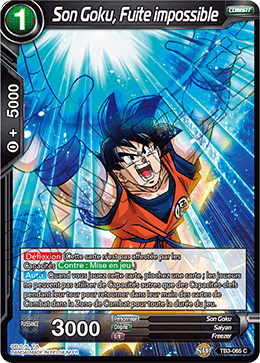 1
Son Goku, Fuite impossible
COMBAT
+ 5000
Déflexion (Cette carte n'est pas affectée par les
Capacités Contre : Mise en jeu)
Auto Quand vous jouez cette carte, piochez une carte ; les joueurs
ne peuvent pas utiliser de Capacités autres que des Capacités clefs
pendant leur tour pour retourner dans leur main des cartes de
Combat dans la Zone de Combat pour toute la durée du jeu.
PUISSANCE
3000
Personnage
Son Goku
Saiyan
Freezer
TB3-065 C